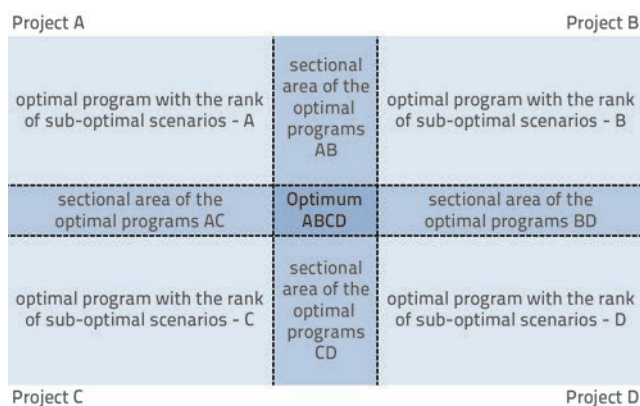 Project A
Project B
optimal program with the rank
of sub-optimal scenarios - A
sectional
area of the
optimal
programs
AB
optimal program with the rank
of sub-optimal scenarios - B
sectional area of the
optimal programs AC
Optimum
ABCD
sectional area of the
optimal programs BD
optimal program with the rank
of sub-optimal scenarios - C
sectional
area of the
optimal
programs
CD
optimal program with the rank
of sub-optimal scenarios - D
Project C
Project D